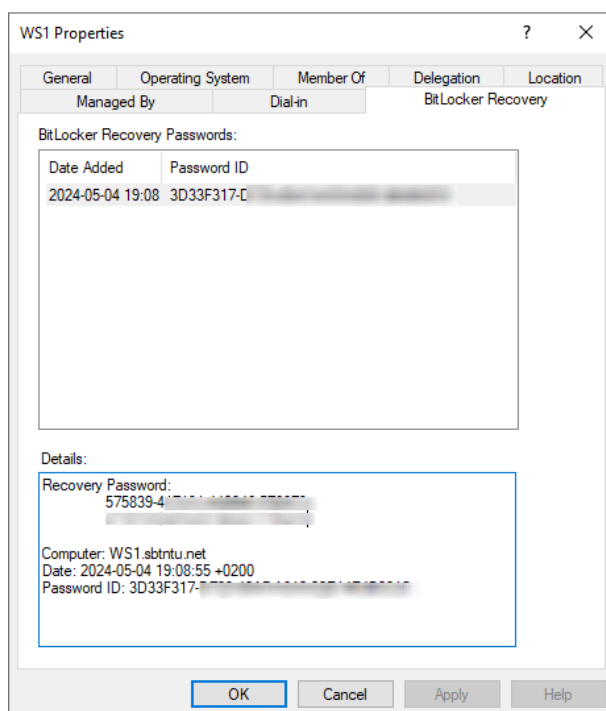 WS1 Properties
? ×
General Operating System Member Of Delegation Location
Managed By Dial-in BitLocker Recovery
BitLocker Recovery Passwords:
Date Added Password ID
2024-05-04 19:08 3D33F317-
Details:
Recovery Password:
575839-
Computer: WS1.sbtntu.net
Date: 2024-05-04 19:08:55 +0200
Password ID: 3D33F317-
OK Cancel Apply Help